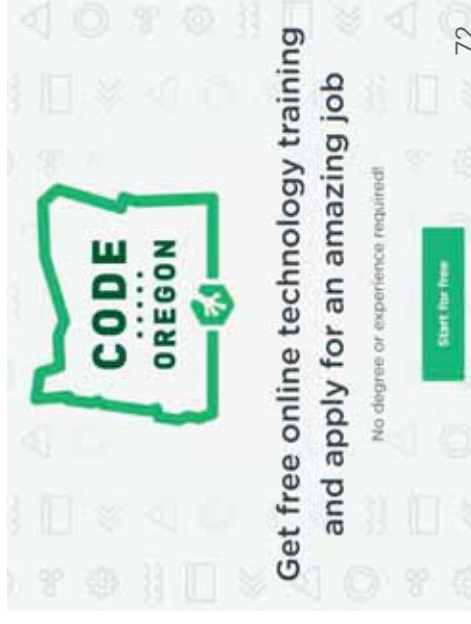 CODE
OREGON
Get free online technology training
and apply for an amazing job
No degree or experience required!
Start for free
72